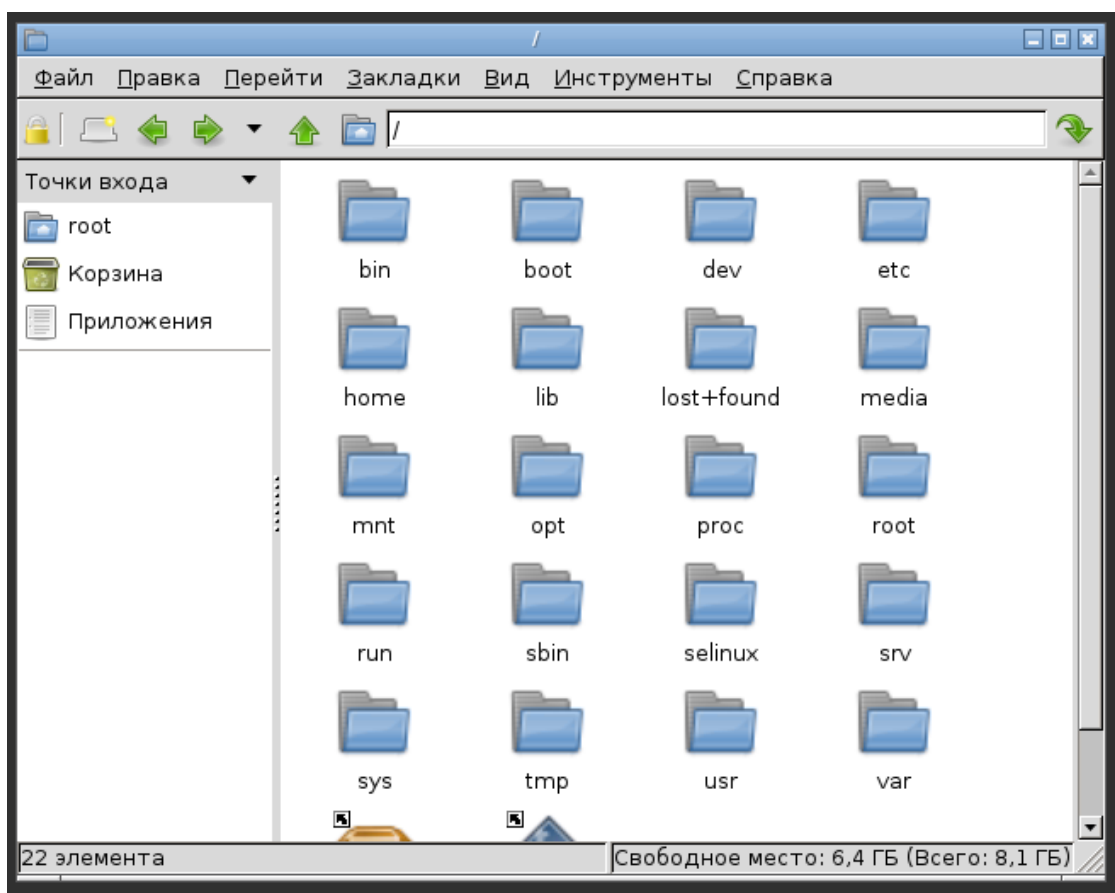 /
Файл Правка Перейти Закладки Вид Инструменты Справка
/
Точки входа
root
Корзина
Приложения
bin boot dev etc
home lib lost+found media
mnt opt proc root
run sbin selinux srv
sys tmp usr var
22 элемента Свободное место: 6,4 ГБ (Всего: 8,1 ГБ)